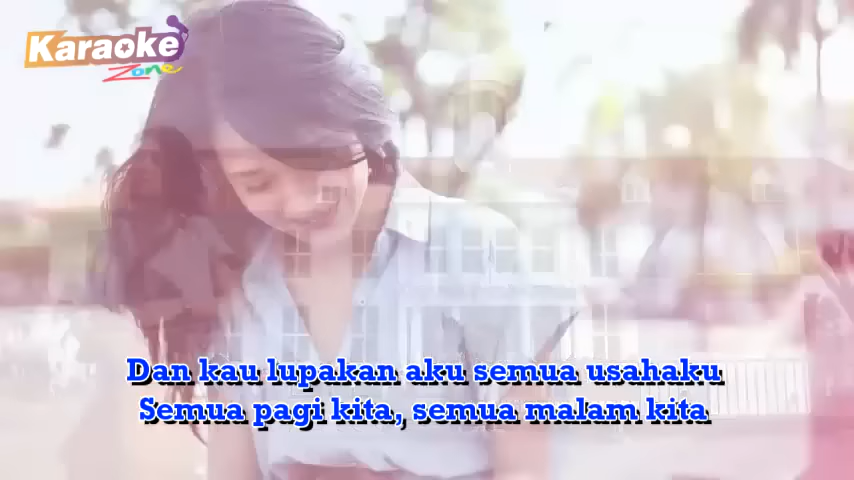 Karaoke
Zone
Dan kau lupakan aku semua usahaku
Semua pagi kita, semua malam kita